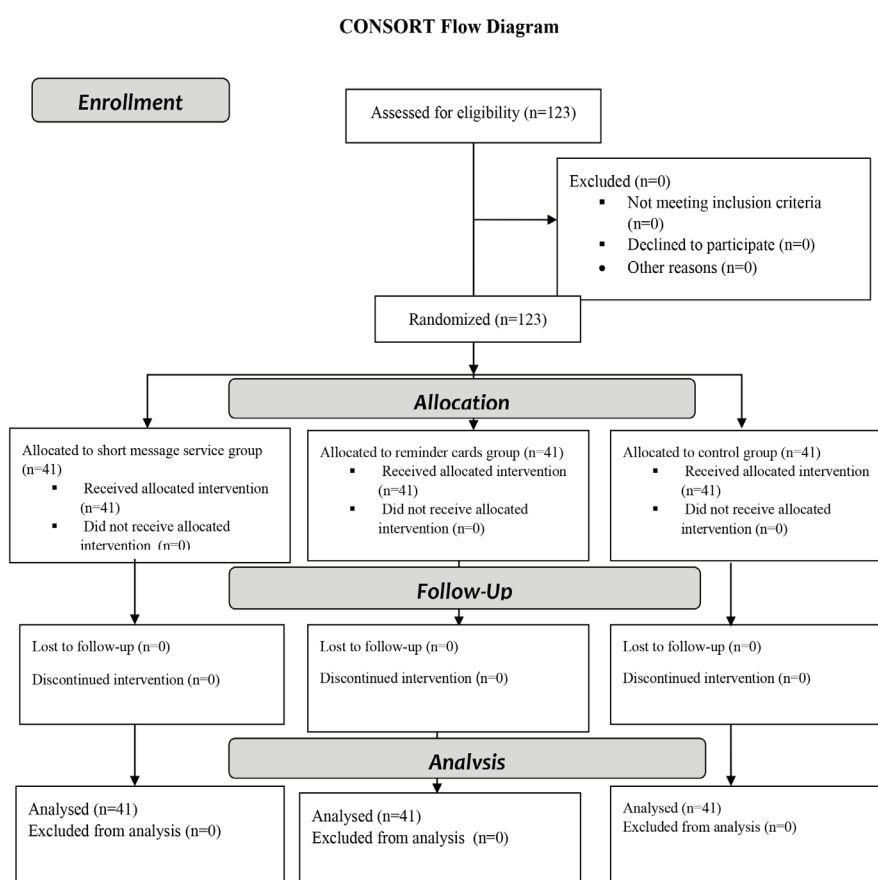 CONSORT Flow Diagram
Enrollment
Assessed for eligibility (n=123)
Excluded (n=0)
▪ Not meeting inclusion criteria
(n=0)
▪ Declined to participate (n=0)
• Other reasons (n=0)
Randomized (n=123)
Allocation
Allocated to short message service group
(n=41)
▪ Received allocated intervention
(n=41)
▪ Did not receive allocated
intervention (n=0)
Allocated to reminder cards group (n=41)
▪ Received allocated intervention
(n=41)
▪ Did not receive allocated
intervention (n=0)
Allocated to control group (n=41)
▪ Received allocated intervention
(n=41)
▪ Did not receive allocated
intervention (n=0)
Follow-Up
Lost to follow-up (n=0)
Discontinued intervention (n=0)
Lost to follow-up (n=0)
Discontinued intervention (n=0)
Lost to follow-up (n=0)
Discontinued intervention (n=0)
Analysis
Analysed (n=41)
Excluded from analysis (n=0)
Analysed (n=41)
Excluded from analysis (n=0)
Analysed (n=41)
Excluded from analysis (n=0)